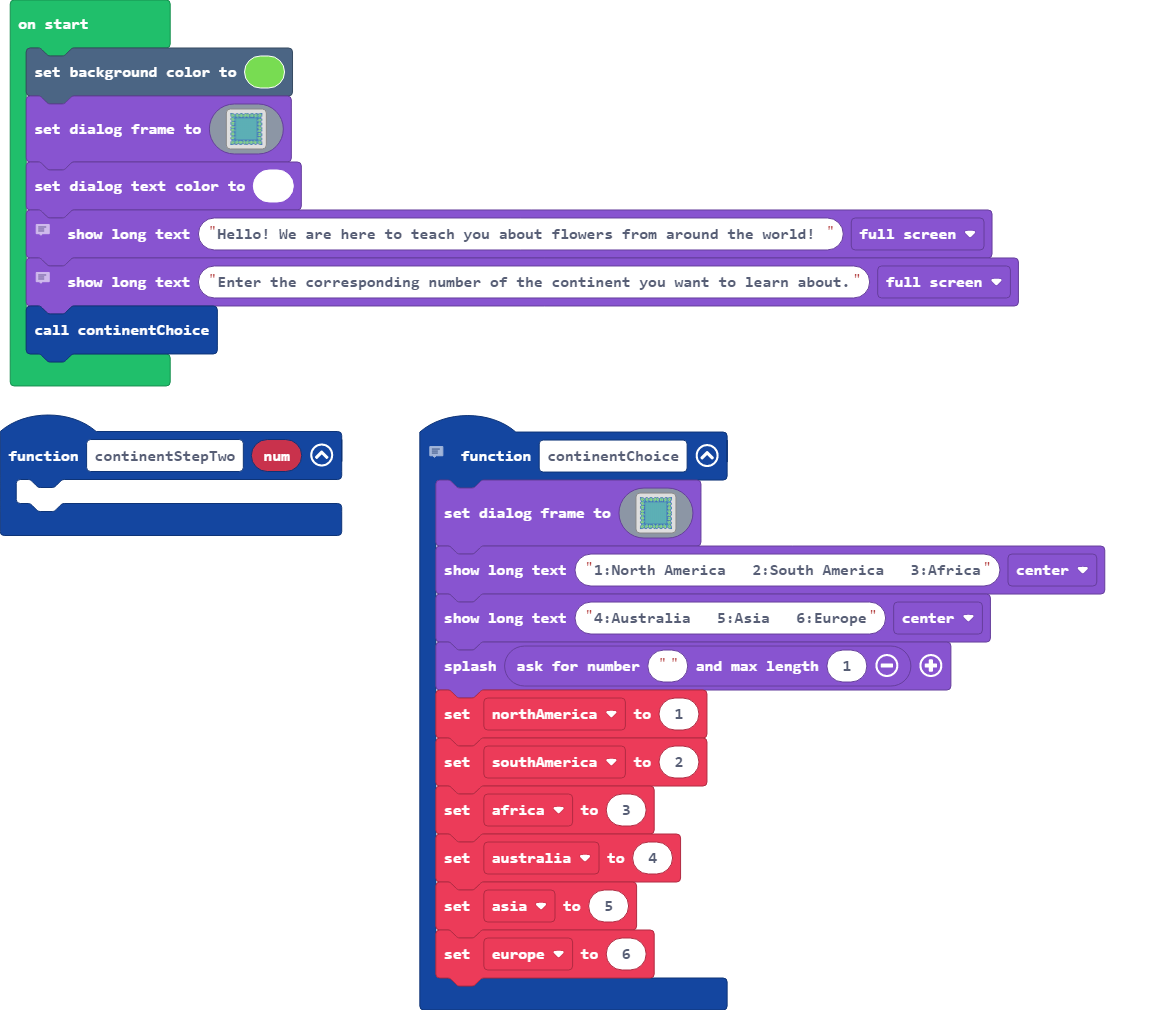 on start
set background color to
set dialog frame to
set dialog text color to
show long text "Hello! We are here to teach you about flowers from around the world! " full screen
show long text "Enter the corresponding number of the continent you want to learn about." full screen
call continentChoice
function continentStepTwo num
function continentChoice
set dialog frame to
show long text "1:North America   2:South America   3:Africa" center
show long text "4:Australia   5:Asia   6:Europe" center
splash ask for number " " and max length 1
set northAmerica to 1
set southAmerica to 2
set africa to 3
set australia to 4
set asia to 5
set europe to 6